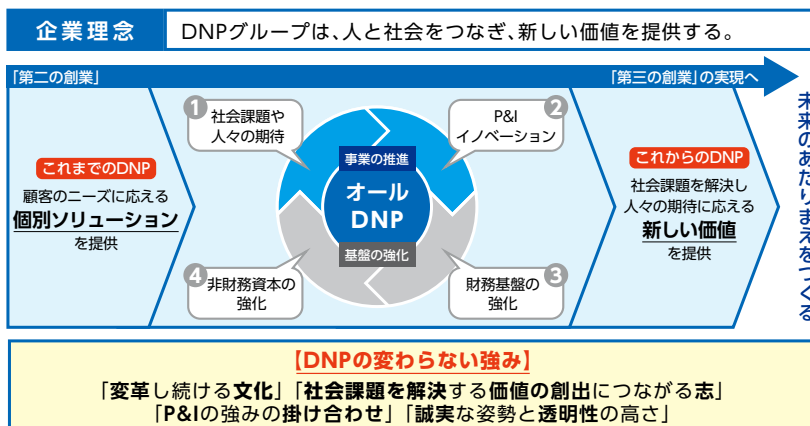 企業理念
DNPグループは、人と社会をつなぎ、新しい価値を提供する。
「第二の創業」
「第三の創業」の実現へ
これまでのDNP
顧客のニーズに応える
個別ソリューション
を提供
1
社会課題や
人々の期待
2
P&I
イノベーション
事業の推進
オール
DNP
基盤の強化
4
非財務資本の
強化
3
財務基盤の
強化
これからのDNP
社会課題を解決し
人々の期待に応える
新しい価値
を提供
未来のあたりまえをつくる
【DNPの変わらない強み】
「変革し続ける文化」「社会課題を解決する価値の創出につながる志」
「P&Iの強みの掛け合わせ」「誠実な姿勢と透明性の高さ」